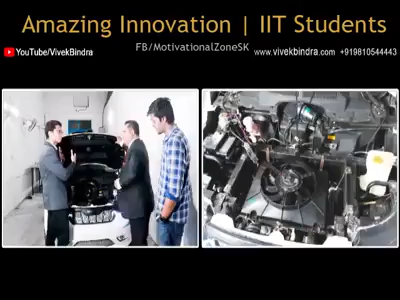 Amazing Innovation | IIT Students
FB/MotivationalZoneSK
YouTube/VivekBindra
www.vivekbindra.com +919810544443